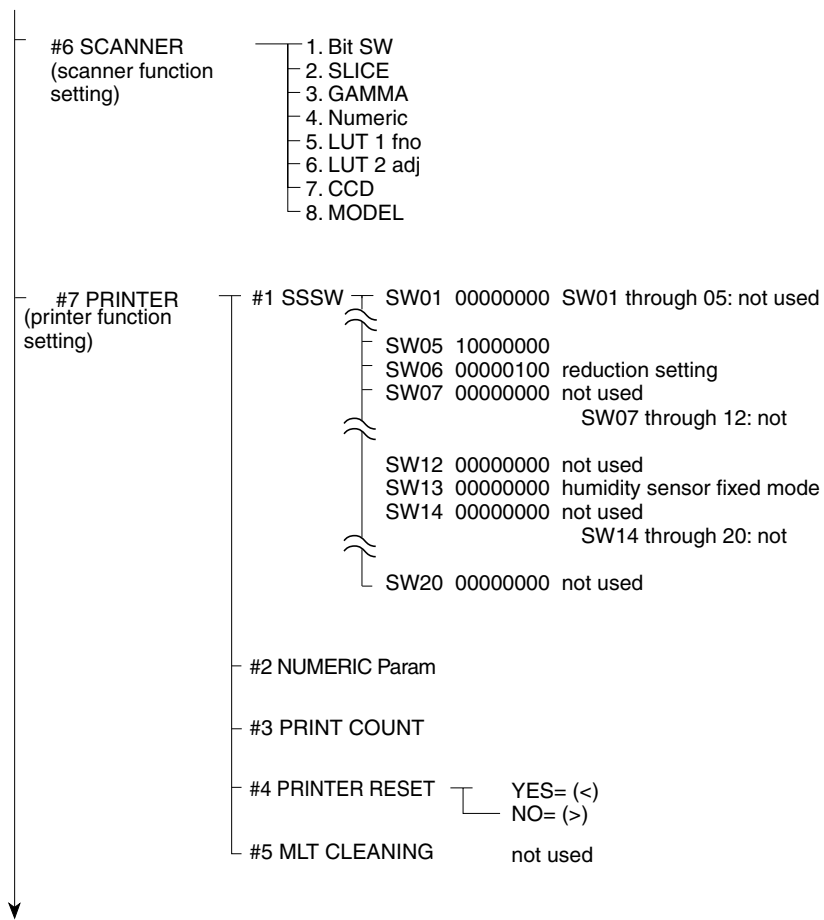 #6 SCANNER
(scanner function
setting)
1. Bit SW
2. SLICE
3. GAMMA
4. Numeric
5. LUT 1 fno
6. LUT 2 adj
7. CCD
8. MODEL
#7 PRINTER
(printer function
setting)
#1 SSSW
SW01 00000000 SW01 through 05: not used
SW05 10000000
SW06 00000100 reduction setting
SW07 00000000 not used
SW07 through 12: not
SW12 00000000 not used
SW13 00000000 humidity sensor fixed mode
SW14 00000000 not used
SW14 through 20: not
SW20 00000000 not used
#2 NUMERIC Param
#3 PRINT COUNT
#4 PRINTER RESET
YES= (<)
NO= (>)
#5 MLT CLEANING not used